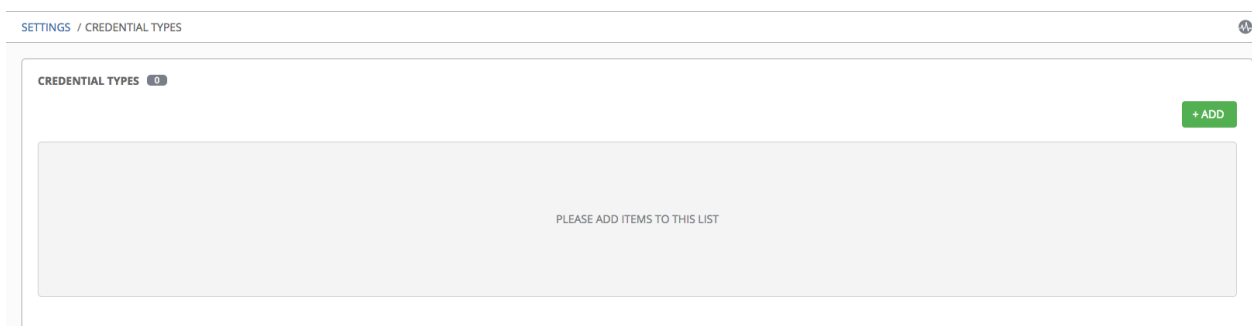 SETTINGS / CREDENTIAL TYPES
CREDENTIAL TYPES 0
+ ADD
PLEASE ADD ITEMS TO THIS LIST